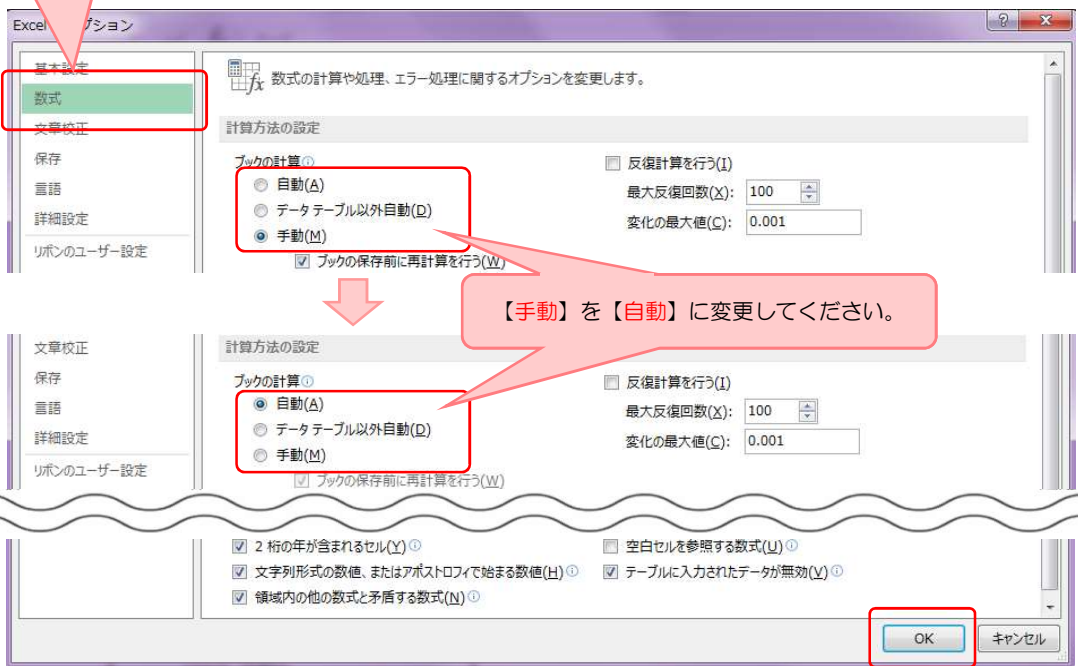 Excel プション
基本設定
数式
文章校正
保存
言語
詳細設定
リボンのユーザー設定
数式の計算や処理、エラー処理に関するオプションを変更します。
計算方法の設定
ブックの計算
自動(A)
データ テーブル以外自動(D)
手動(M)
ブックの保存前に再計算を行う(W)
反復計算を行う(I)
最大反復回数(X): 100
変化の最大値(C): 0.001
【手動】を【自動】に変更してください。
文章校正
保存
言語
詳細設定
リボンのユーザー設定
計算方法の設定
ブックの計算
自動(A)
データ テーブル以外自動(D)
手動(M)
ブックの保存前に再計算を行う(W)
反復計算を行う(I)
最大反復回数(X): 100
変化の最大値(C): 0.001
2 桁の年が含まれるセル(Y)
文字列形式の数値、またはアポストロフィで始まる数値(H)
領域内の他の数式と矛盾する数式(N)
空白セルを参照する数式(U)
テーブルに入力されたデータが無効(V)
OK
キャンセル